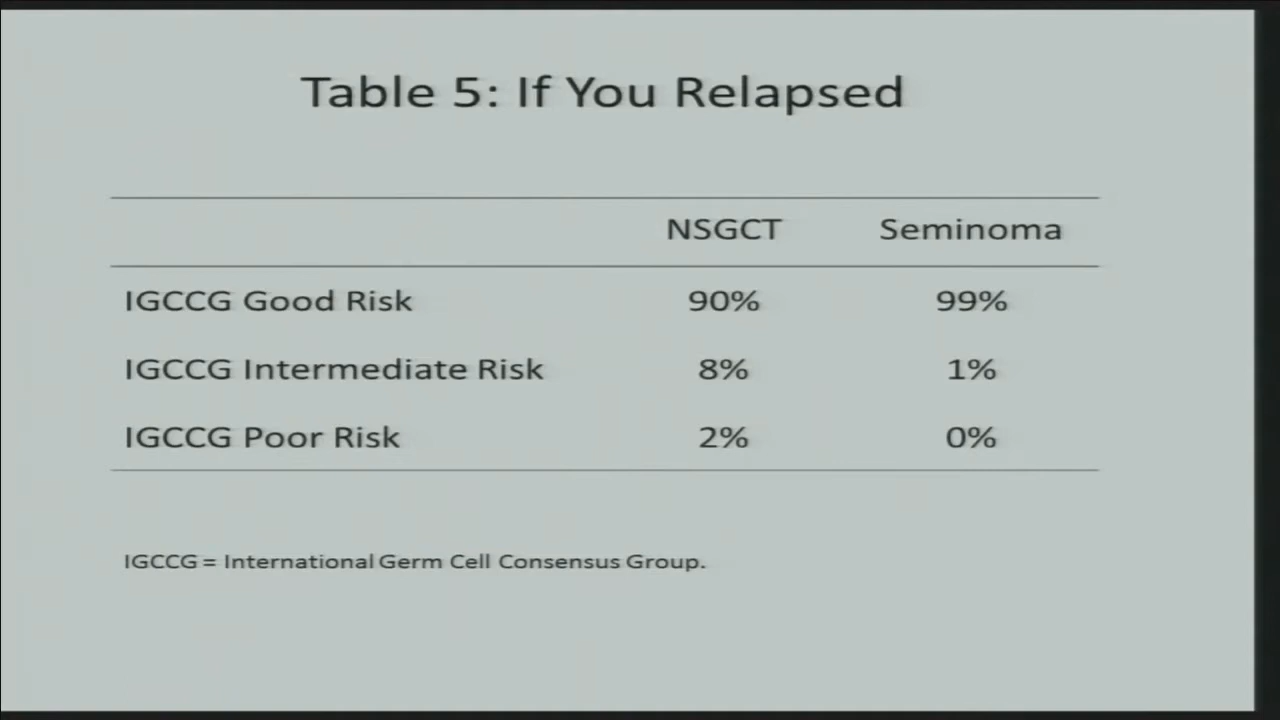 Table 5: If You Relapsed
NSGCT Seminoma
IGCCG Good Risk 90% 99%
IGCCG Intermediate Risk 8% 1%
IGCCG Poor Risk 2% 0%
IGCCG = International Germ Cell Consensus Group.